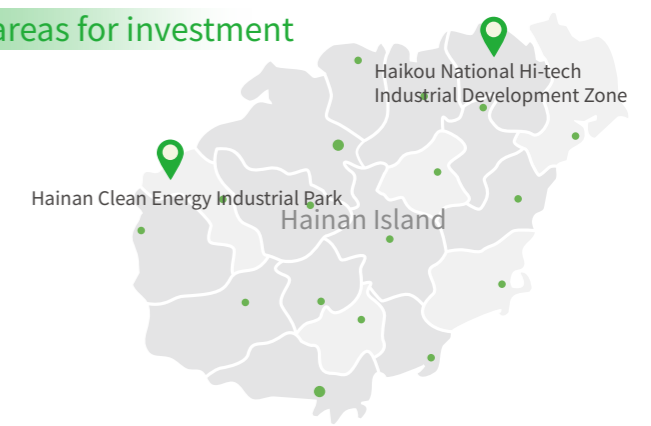 areas for investment
Haikou National Hi-tech
Industrial Development Zone
Hainan Clean Energy Industrial Park
Hainan Island